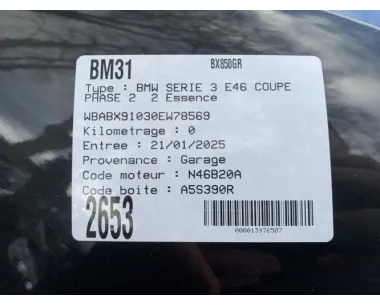 BM31 BX850GR
Type : BMW SERIE 3 E46 COUPE
PHASE 2 2 Essence
WBABX91030EW78569
Kilometrage : 0
Entree : 21/01/2025
Provenance : Garage
Code moteur : N46B20A
Code boite : A5S390R
2653
000013976507